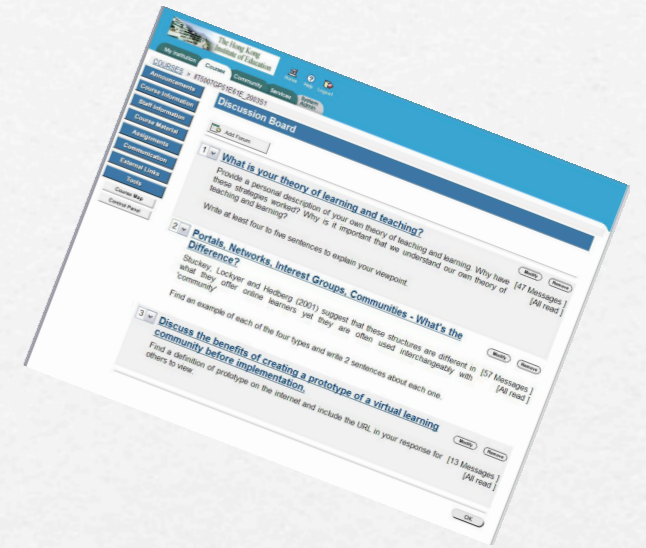 The Hong Kong
Institute of Education
My Institution
Courses
Community
Services
System Admin
Home
Help
Logout
COURSES >
Announcements
Course Information
Staff Information
Course Material
Assignments
Communication
External Links
Tools
Course Map
Control Panel
Discussion Board
Add Forum
1 What is your theory of learning and teaching?
Provide a personal description of your own theory of teaching and learning. Why have
these strategies worked? Why is it important that we understand our own theory of
teaching and learning?
Write at least four to five sentences to explain your viewpoint.
Modify Remove
[47 Messages ]
[All read ]
2 Portals, Networks, Interest Groups, Communities - What's the
Difference?
Stuckey, Lockyer and Hedberg (2001) suggest that these structures are different in
what they offer online learners yet they are often used interchangeably with
'community'
Find an example of each of the four types and write 2 sentences about each one.
Modify Remove
[57 Messages ]
[All read ]
3 Discuss the benefits of creating a prototype of a virtual learning
community before implementation.
Find a definition of prototype on the internet and include the URL in your response for
others to view.
Modify Remove
[13 Messages ]
[All read ]
OK